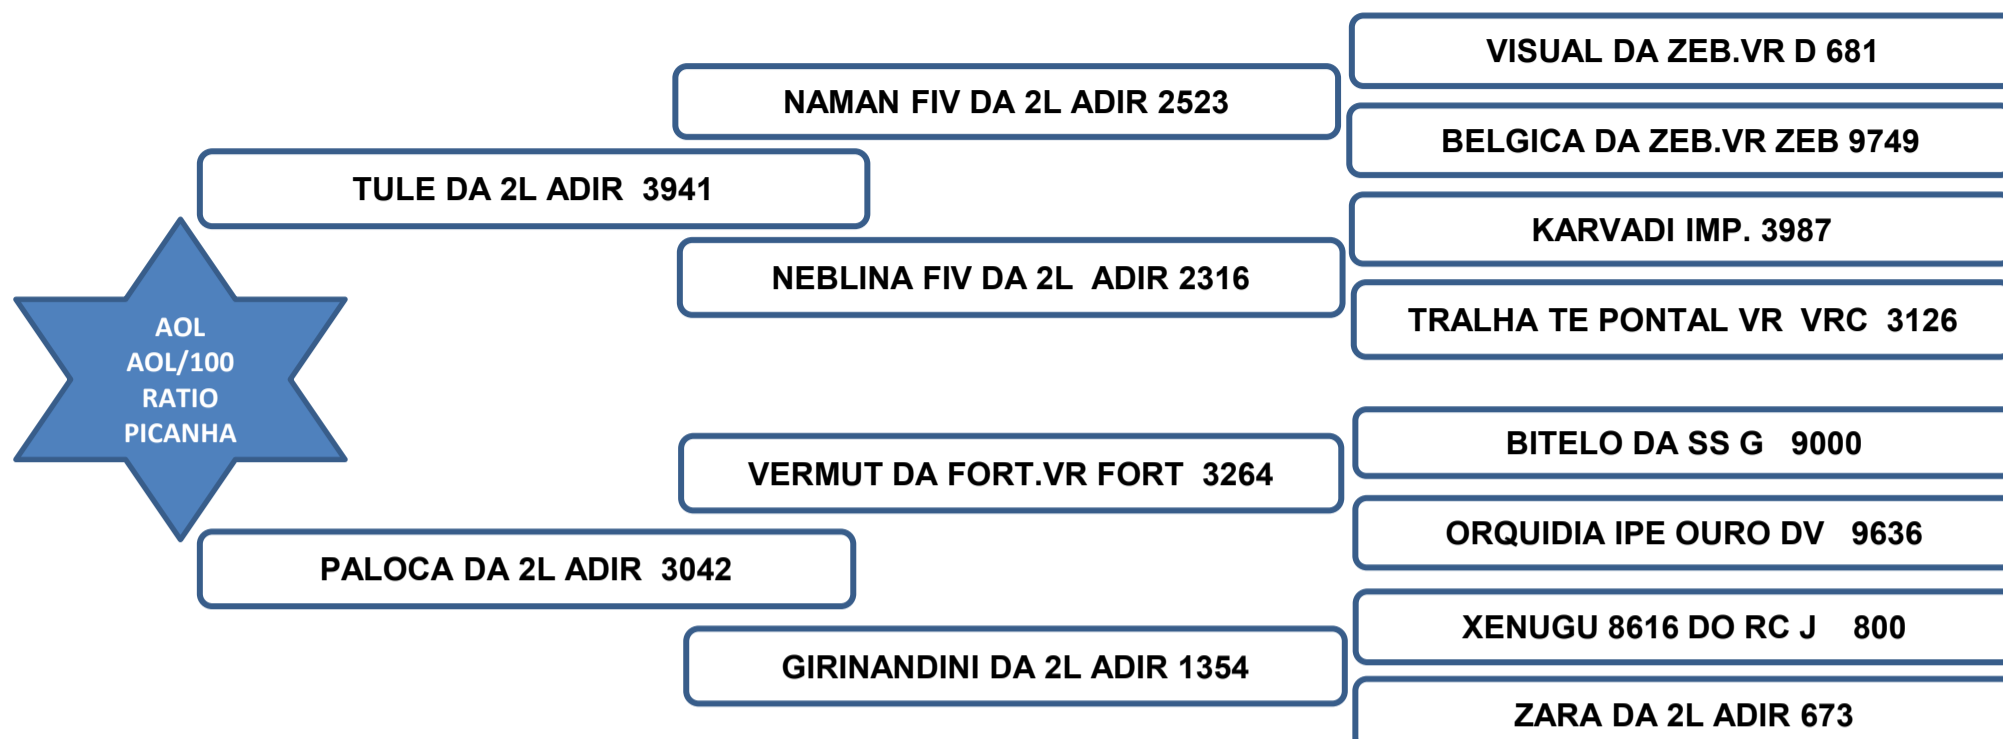 VISUAL DA ZEB.VR D 681
NAMAN FIV DA 2L ADIR 2523
BELGICA DA ZEB.VR ZEB 9749
TULE DA 2L ADIR 3941
KARVADI IMP. 3987
NEBLINA FIV DA 2L ADIR 2316
TRALHA TE PONTAL VR VRC 3126
AOL
AOL/100
RATIO
PICANHA
BITELO DA SS G 9000
VERMUT DA FORT.VR FORT 3264
ORQUIDIA IPE OURO DV 9636
PALOCA DA 2L ADIR 3042
XENUGU 8616 DO RC J 800
GIRINANDINI DA 2L ADIR 1354
ZARA DA 2L ADIR 673